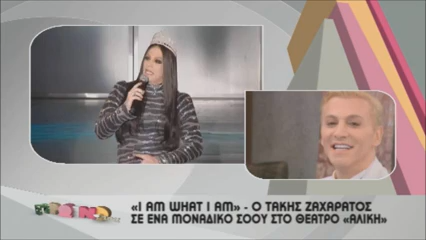 «I AM WHAT I AM» - Ο ΤΑΚΗΣ ΖΑΧΑΡΑΤΟΣ
ΣΕ ΕΝΑ ΜΟΝΑΔΙΚΟ ΣΟΟΥ ΣΤΟ ΘΕΑΤΡΟ «ΑΛΙΚΗ»